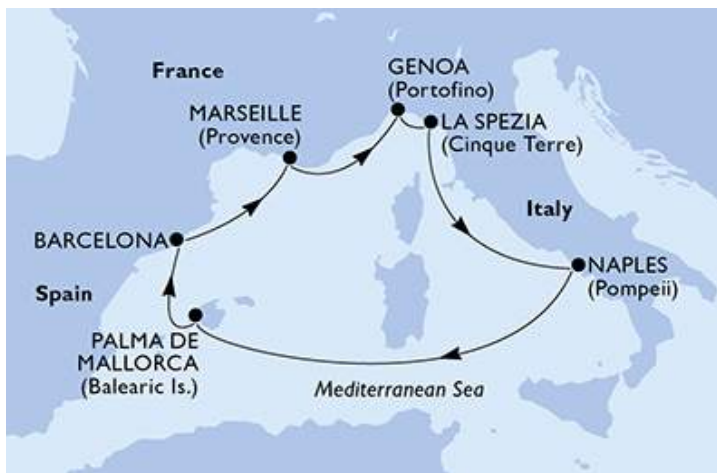 France
GENOA
(Portofino)
MARSEILLE
(Provence)
LA SPEZIA
(Cinque Terre)
Italy
BARCELONA
NAPLES
(Pompeii)
Spain
PALMA DE
MALLORCA
(Balearic Is.)
Mediterranean Sea